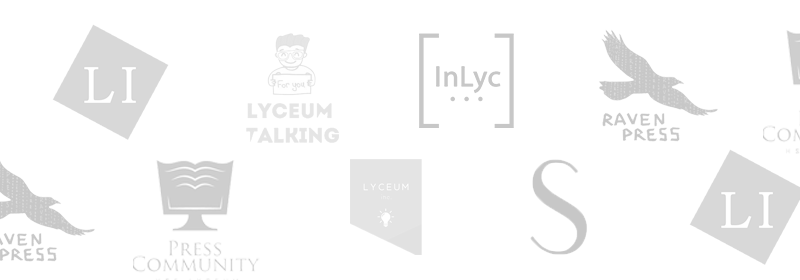 LI
For you
LYCEUM
TALKING
InLyc
RAVEN
PRESS
COM
AVEN
PRESS
PRESS
COMMUNITY
LYCEUM
S
LI